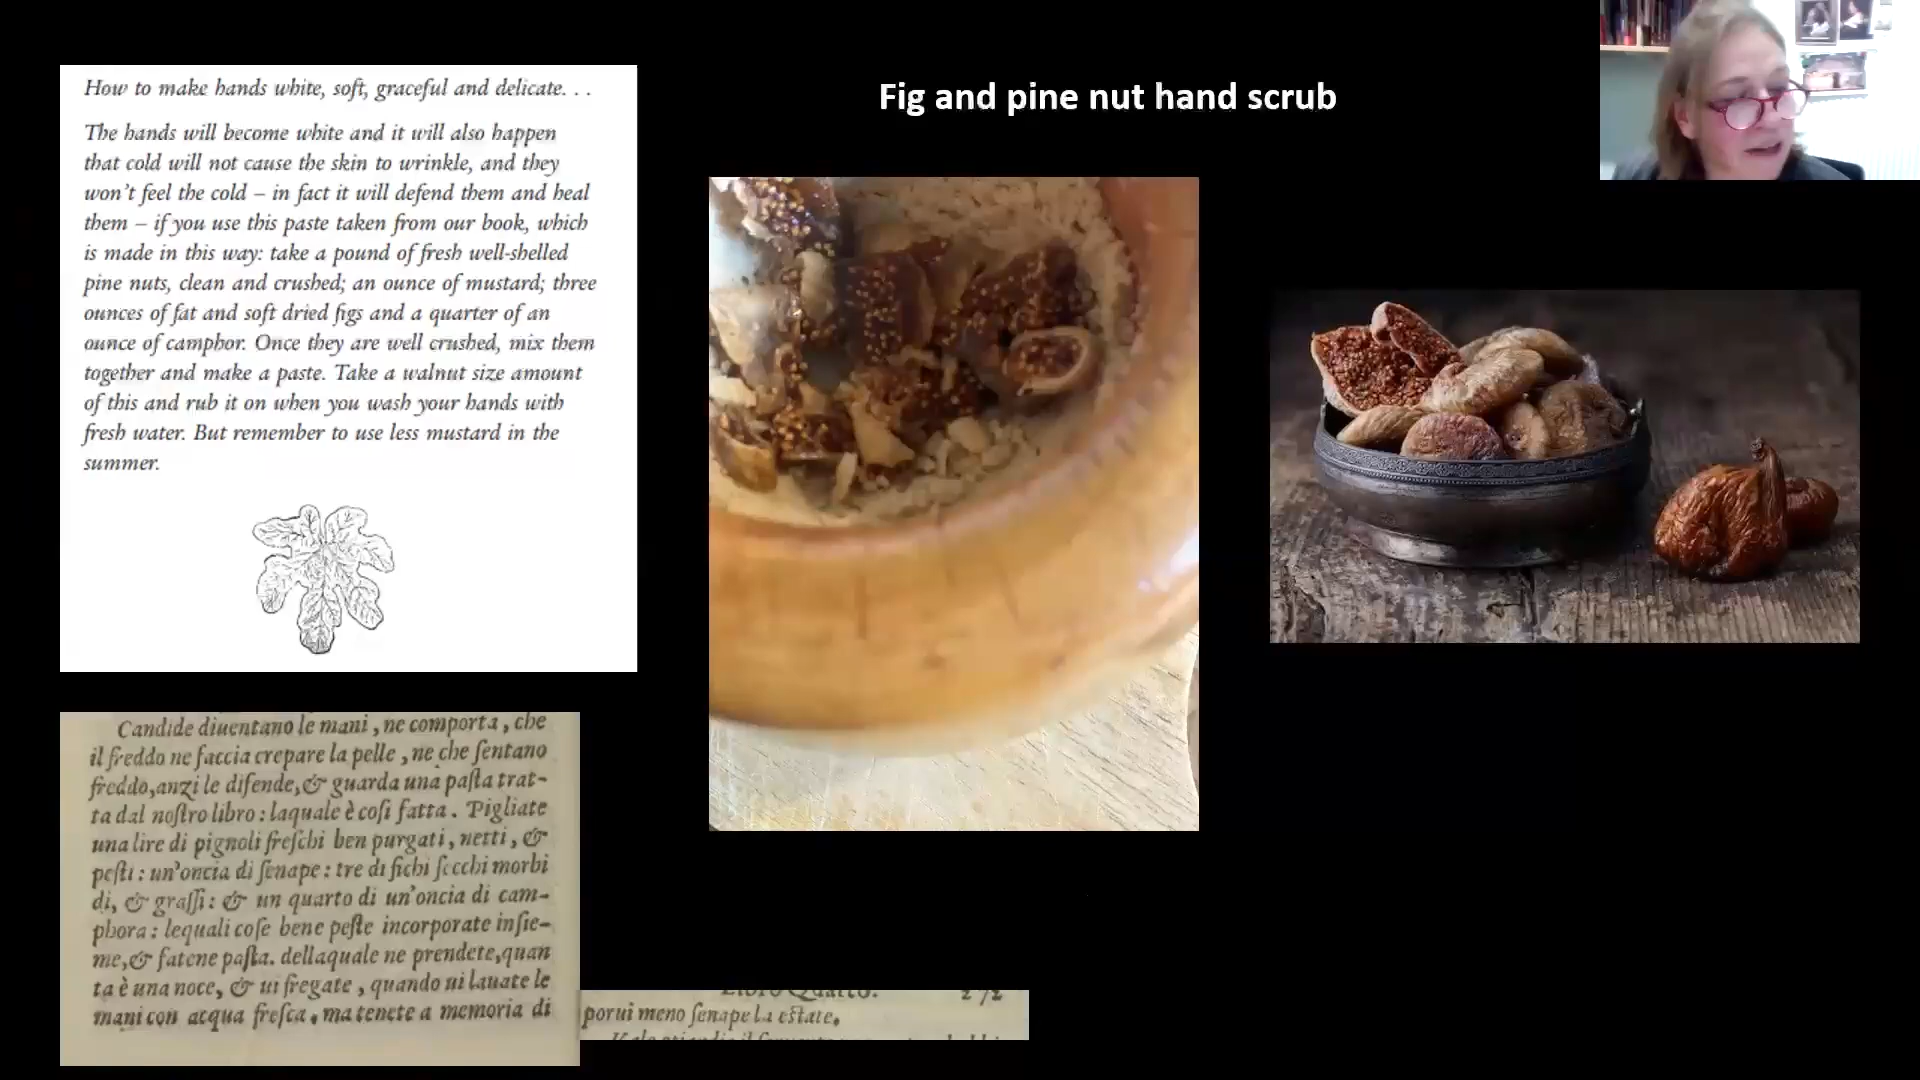 Fig and pine nut hand scrub
How to make hands white, soft, graceful and delicate. . .
The hands will become white and it will also happen
that cold will not cause the skin to wrinkle, and they
won't feel the cold – in fact it will defend them and heal
them – if you use this paste taken from our book, which
is made in this way: take a pound of fresh well-shelled
pine nuts, clean and crushed; an ounce of mustard; three
ounces of fat and soft dried figs and a quarter of an
ounce of camphor. Once they are well crushed, mix them
together and make a paste. Take a walnut size amount
of this and rub it on when you wash your hands with
fresh water. But remember to use less mustard in the
summer.
Candide diuentano le mani, ne comporta, che
il freddo ne faccia crepare la pelle, ne che ſentano
freddo, anzi le difende, & guarda una paſta trat-
ta dal noſtro libro: laquale è coſi fatta. Pigliate
una lire di pignoli freſchi ben purgati, netti, &
peſti: un'oncia di ſenape: tre di fichi ſecchi morbi
di, & graſſi: & un quarto di un'oncia di cam-
phora: lequali coſe bene peſte incorporate inſie-
me, & fatene paſta. dellaquale ne prendete, quan
ta è una noce, & ui fregate, quando ui lauate le
mani con acqua freſca. ma tenete a memoria di
Libro Quarto. 272
porui meno ſenape la eſtate.